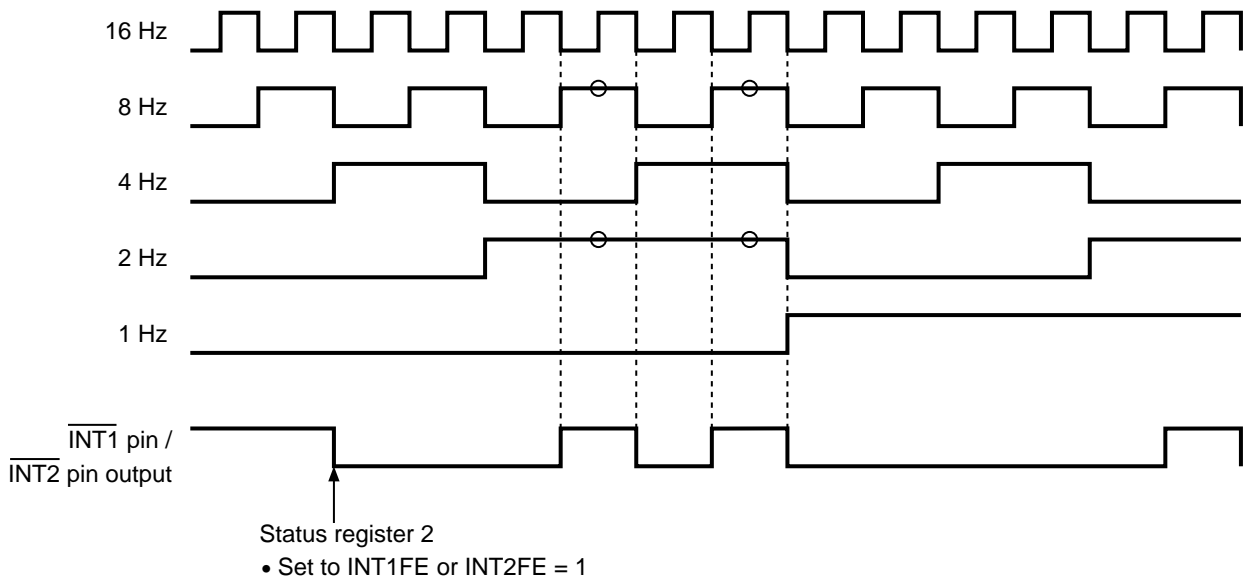 16 Hz
8 Hz
4 Hz
2 Hz
1 Hz
INT1 pin /
INT2 pin output
Status register 2
• Set to INT1FE or INT2FE = 1